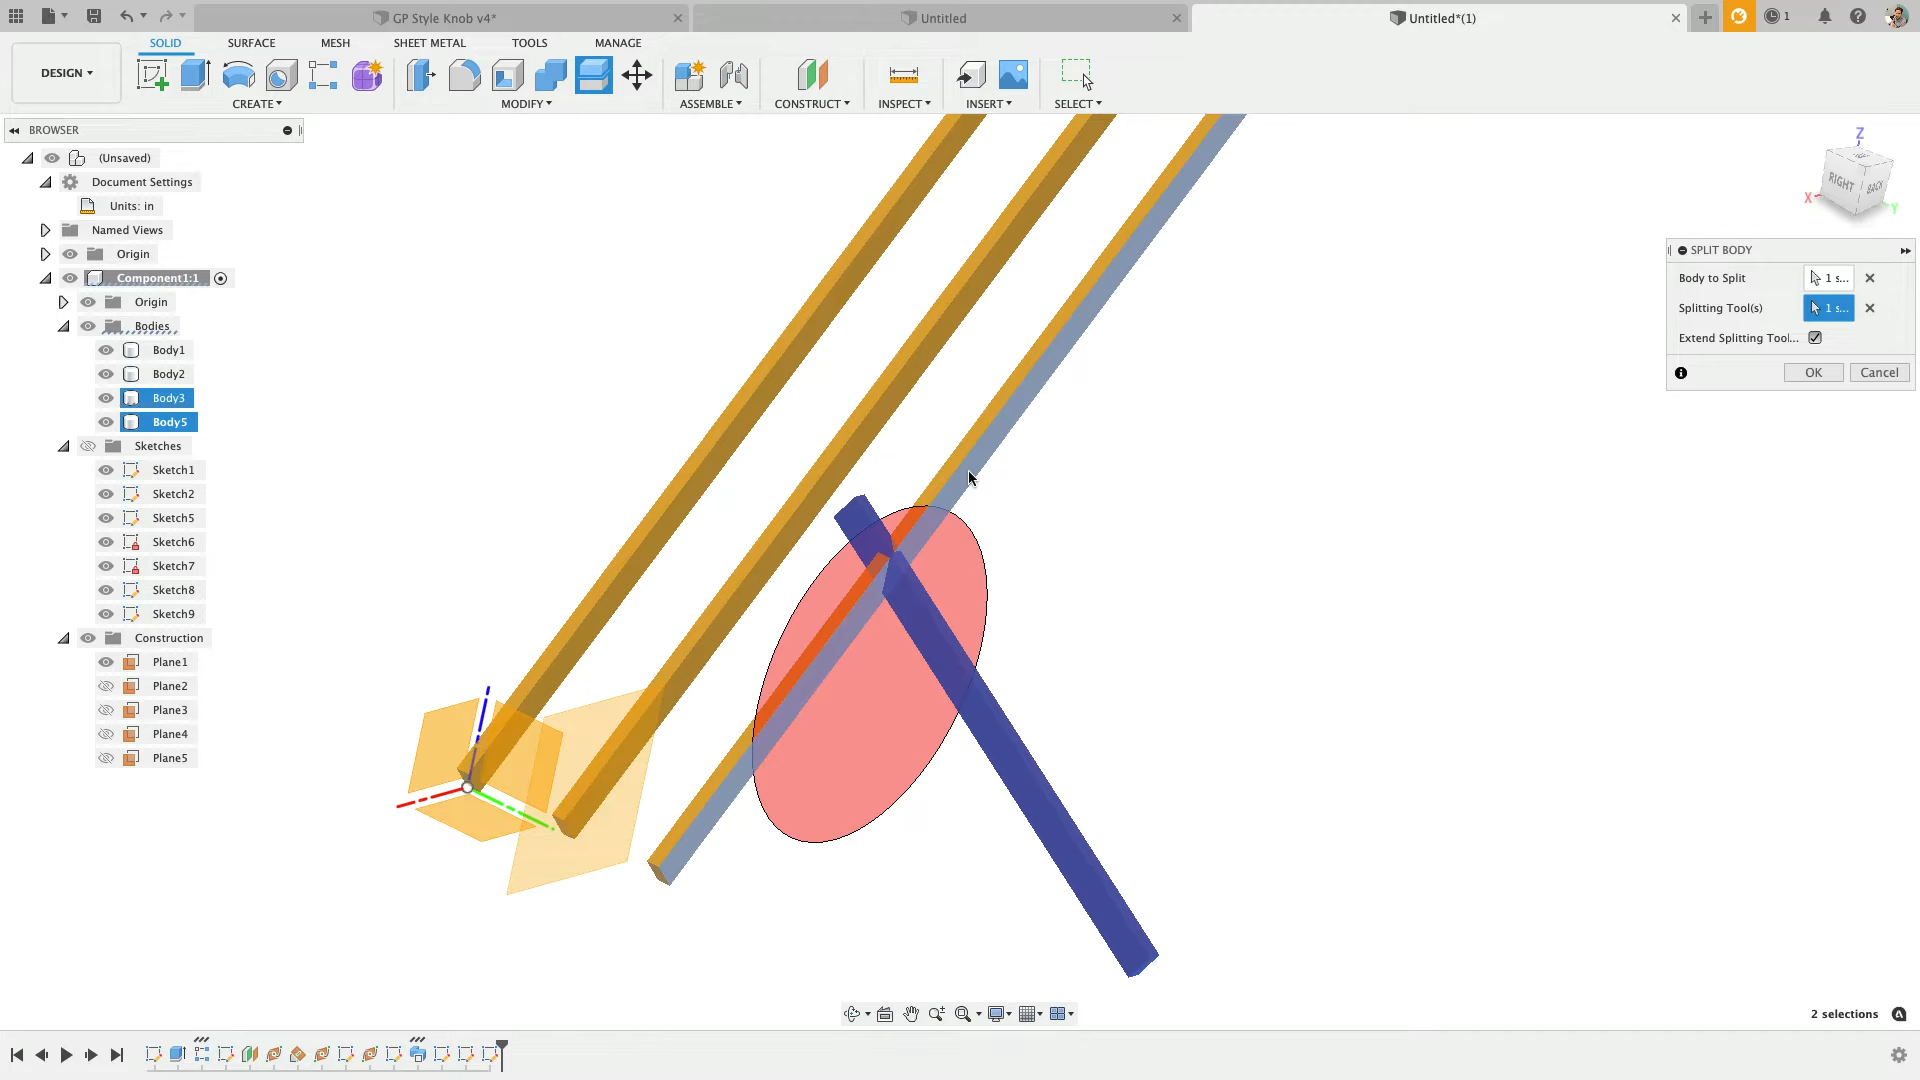 GP Style Knob v4*
Untitled
Untitled*(1)
1
DESIGN
SOLID
SURFACE
MESH
SHEET METAL
TOOLS
MANAGE
CREATE
MODIFY
ASSEMBLE
CONSTRUCT
INSPECT
INSERT
SELECT
BROWSER
(Unsaved)
Document Settings
Units: in
Named Views
Origin
Component1:1
Origin
Bodies
Body1
Body2
Body3
Body5
Sketches
Sketch1
Sketch2
Sketch5
Sketch6
Sketch7
Sketch8
Sketch9
Construction
Plane1
Plane2
Plane3
Plane4
Plane5
Z
RIGHT
BACK
X
Y
SPLIT BODY
Body to Split
1 s...
Splitting Tool(s)
1 s...
Extend Splitting Tool...
OK
Cancel
2 selections